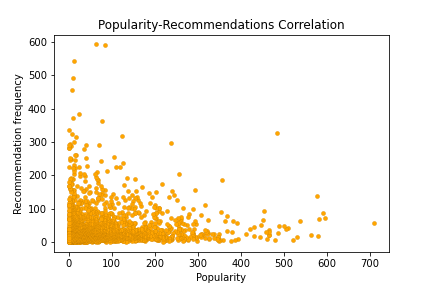 Popularity-Recommendations Correlation
600
500
400
300
200
100
0
Recommendation frequency
0 100 200 300 400 500 600 700
Popularity